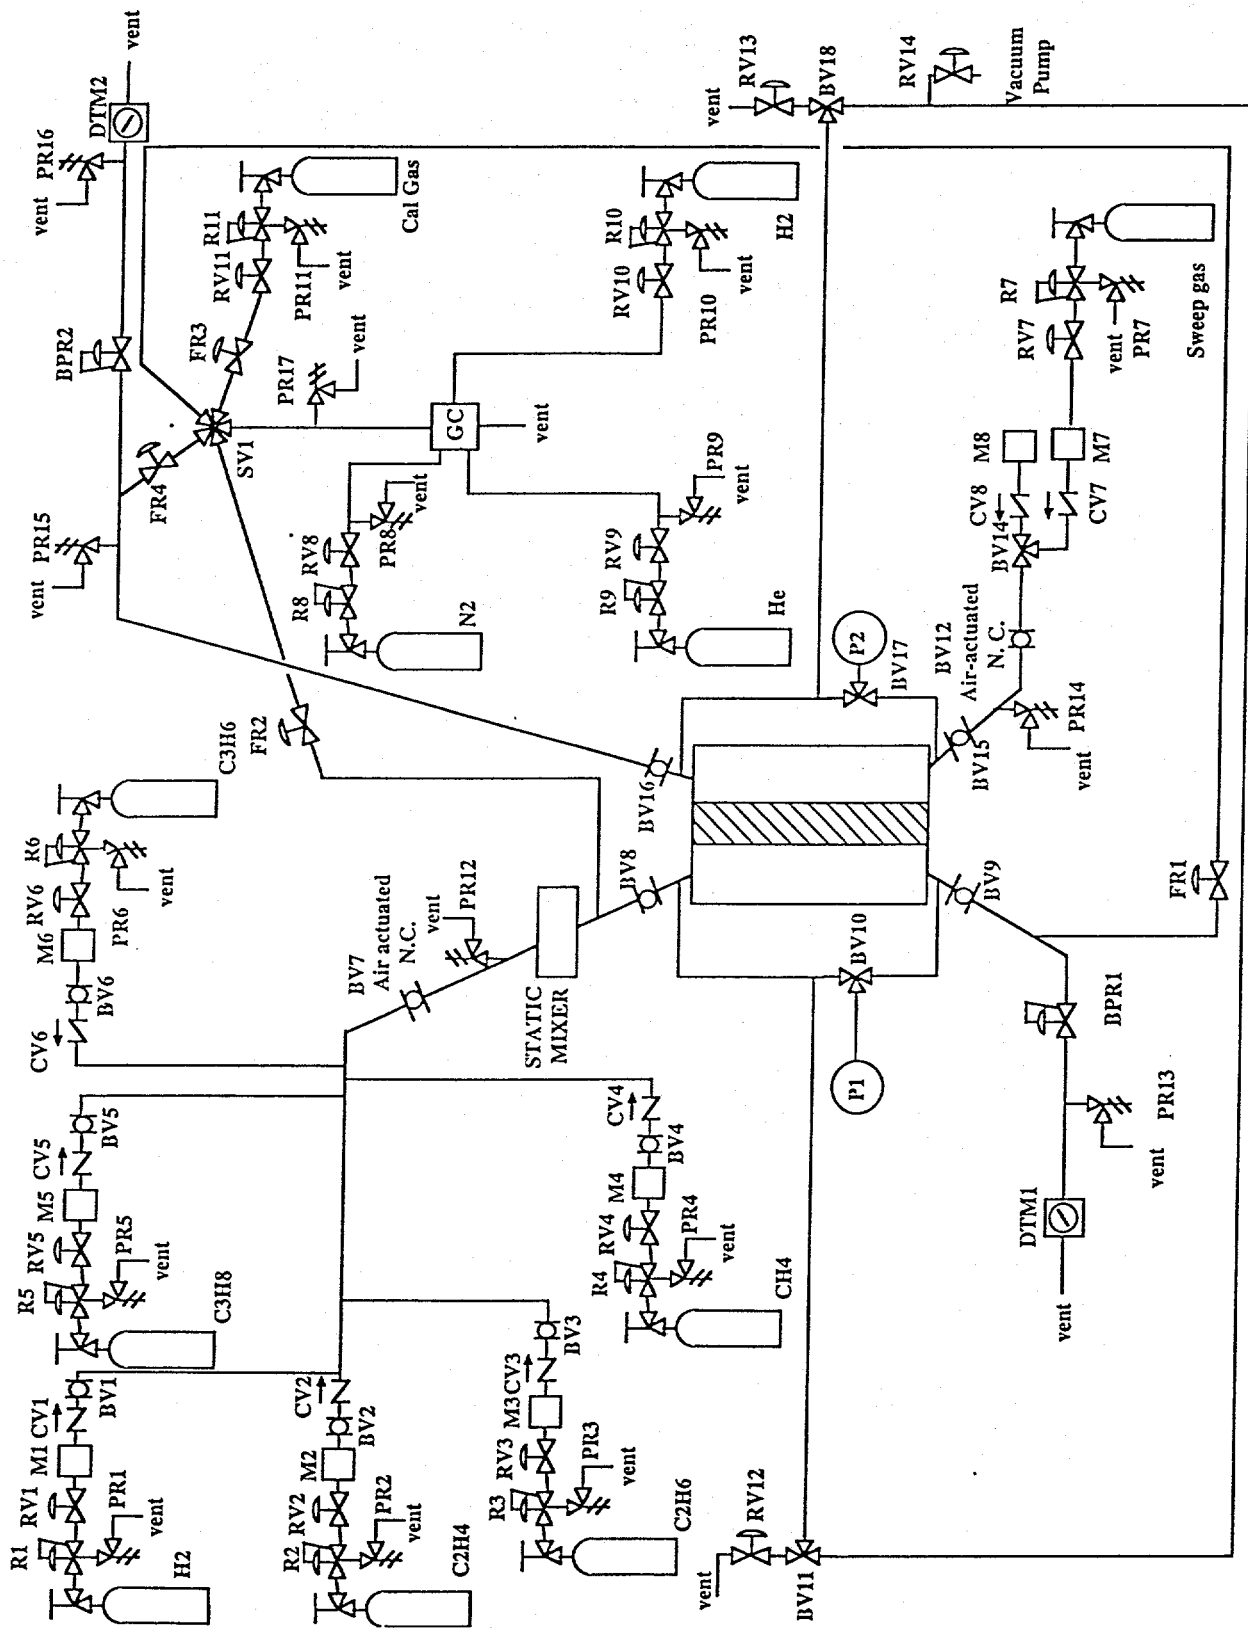 R1
RV1
M1
CV1
BV1
PR1
vent
H2
R5
RV5
M5
CV5
BV5
PR5
vent
C3H8
CV6
BV6
M6
RV6
R6
PR6
vent
C3H6
R2
RV2
M2
CV2
BV2
PR2
vent
C2H4
R3
RV3
M3
CV3
BV3
PR3
vent
C2H6
R4
RV4
M4
CV4
BV4
PR4
vent
CH4
BV7
Air actuated
N.C.
vent
PR12
STATIC
MIXER
FR2
vent
PR15
FR4
SV1
BPR2
vent
PR16
DTM2
vent
FR3
RV11
R11
PR11
vent
Cal Gas
PR17
vent
GC
vent
R8
RV8
PR8
vent
N2
R9
RV9
PR9
vent
He
RV10
R10
PR10
vent
H2
BV8
BV16
BV10
P1
BV9
BV15
P2
BV17
BV12
Air-actuated
N. C.
PR14
vent
BV14
CV8
M8
CV7
M7
RV7
R7
vent
PR7
Sweep gas
vent
RV13
BV18
RV14
Vacuum
Pump
vent
RV12
BV11
DTM1
vent
vent
PR13
BPR1
FR1